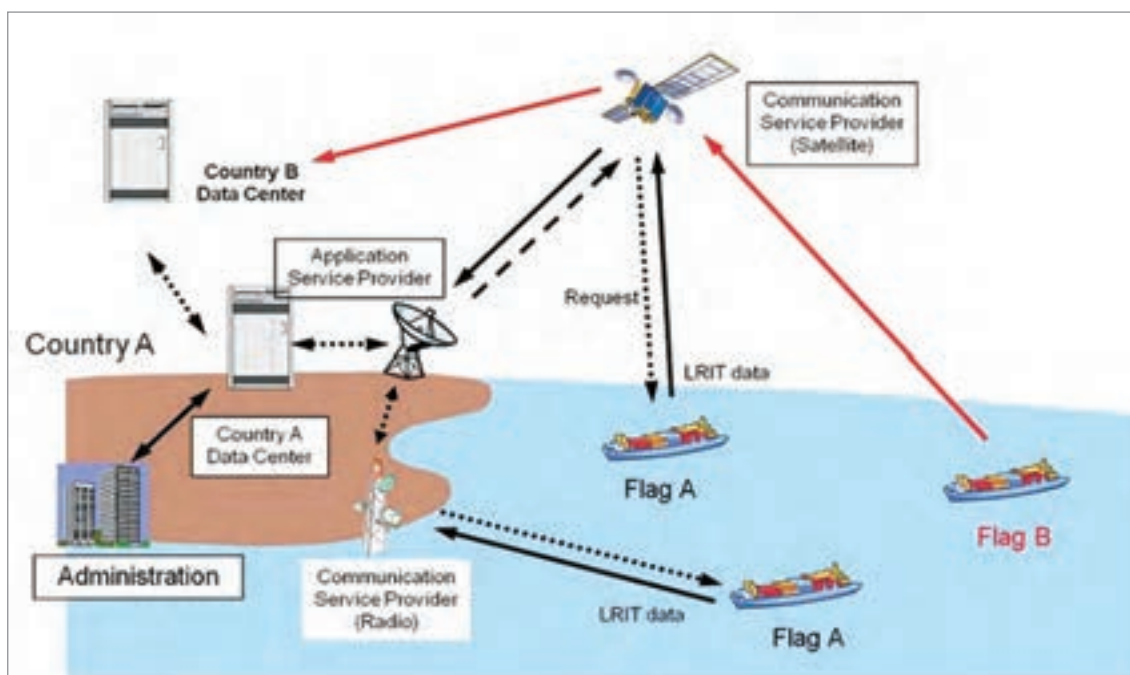 Communication
Service Provider
(Satellite)
Country B
Data Center
Application
Service Provider
Request
Country A
LRIT data
Country A
Data Center
Flag A
Flag B
Administration
Communication
Service Provider
(Radio)
LRIT data
Flag A